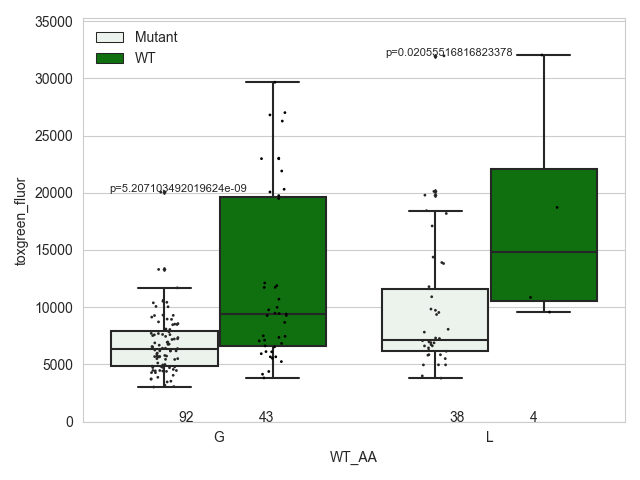 35000
Mutant
WT
30000
p=0.02055516816823378
25000
20000
p=5.207103492019624e-09
15000
10000
5000
0
toxgreen_fluor
92
43
38
4
G
L
WT_AA